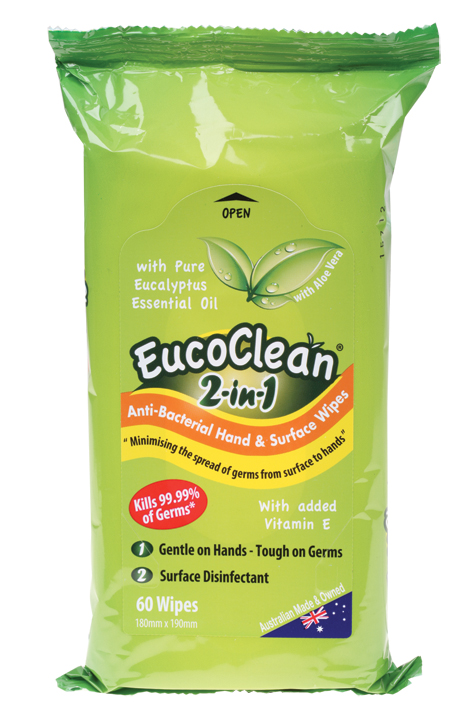 OPEN
with Pure
Eucalyptus
Essential Oil
with Aloe Vera
EucoClean®
2-in-1
Anti-Bacterial Hand & Surface Wipes
"Minimising the spread of germs from surface to hands"
Kills 99.99%
of Germs*
With added
Vitamin E
1 Gentle on Hands - Tough on Germs
2 Surface Disinfectant
60 Wipes
180mm x 190mm
Australian Made & Owned